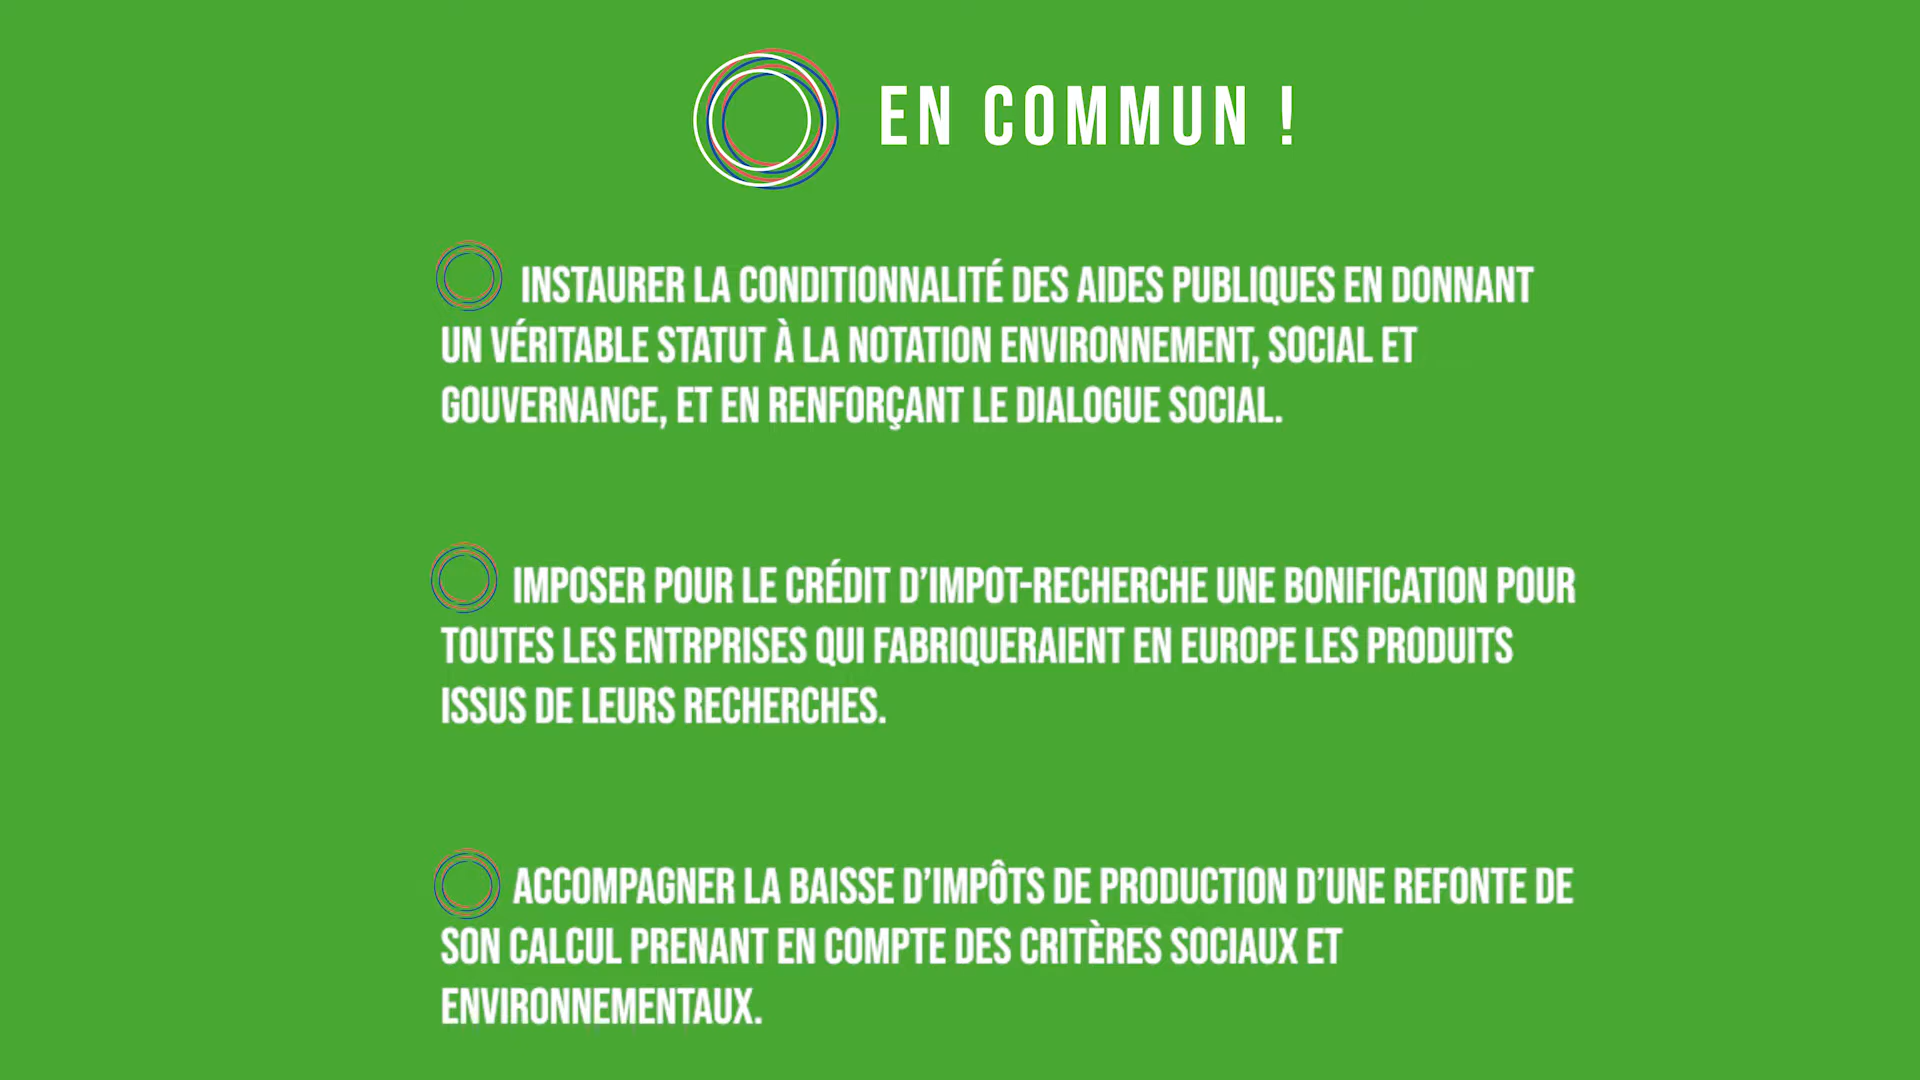 EN COMMUN !
INSTAURER LA CONDITIONNALITÉ DES AIDES PUBLIQUES EN DONNANT
UN VÉRITABLE STATUT À LA NOTATION ENVIRONNEMENT, SOCIAL ET
GOUVERNANCE, ET EN RENFORÇANT LE DIALOGUE SOCIAL.
IMPOSER POUR LE CRÉDIT D’IMPOT-RECHERCHE UNE BONIFICATION POUR
TOUTES LES ENTRPRISES QUI FABRIQUERAIENT EN EUROPE LES PRODUITS
ISSUS DE LEURS RECHERCHES.
ACCOMPAGNER LA BAISSE D’IMPÔTS DE PRODUCTION D’UNE REFONTE DE
SON CALCUL PRENANT EN COMPTE DES CRITÈRES SOCIAUX ET
ENVIRONNEMENTAUX.